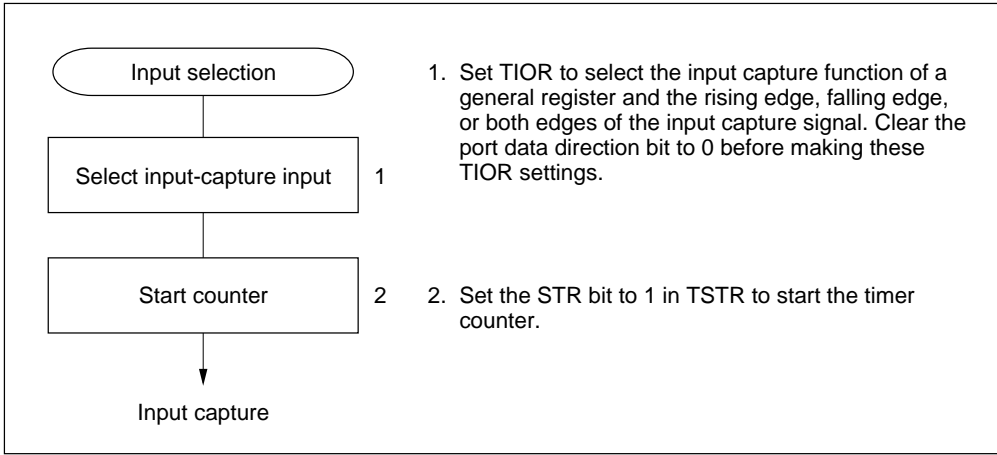 Input selection
Select input-capture input 1
Start counter 2
Input capture
1. Set TIOR to select the input capture function of a
general register and the rising edge, falling edge,
or both edges of the input capture signal. Clear the
port data direction bit to 0 before making these
TIOR settings.
2. Set the STR bit to 1 in TSTR to start the timer
counter.